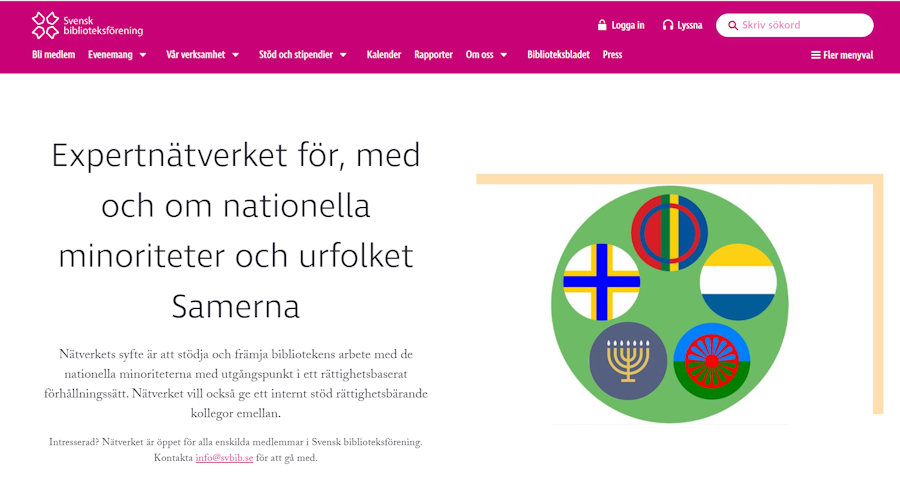 Svensk
biblioteksförening
Logga in
Lyssna
Skriv sökord
Bli medlem
Evenemang
Vår verksamhet
Stöd och stipendier
Kalender
Rapporter
Om oss
Biblioteksbladet
Press
Fler menyval
Expertnätverket för, med
och om nationella
minoriteter och urfolket
Samerna
Nätverkets syfte är att stödja och främja bibliotekens arbete med de
nationella minoriteterna med utgångspunkt i ett rättighetsbaserat
förhållningssätt. Nätverket vill också ge ett internt stöd rättighetsbärande
kollegor emellan.
Intresserad? Nätverket är öppet för alla enskilda medlemmar i Svensk biblioteksförening.
Kontakta info@svbib.se för att gå med.